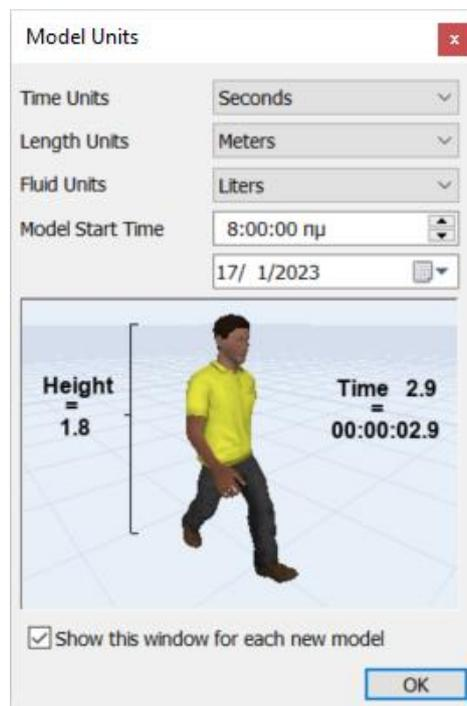 Model Units
x
Time Units Seconds
Length Units Meters
Fluid Units Liters
Model Start Time 8:00:00 πμ
17/ 1/2023
Height Time 2.9
= =
1.8 00:00:02.9
Show this window for each new model
OK